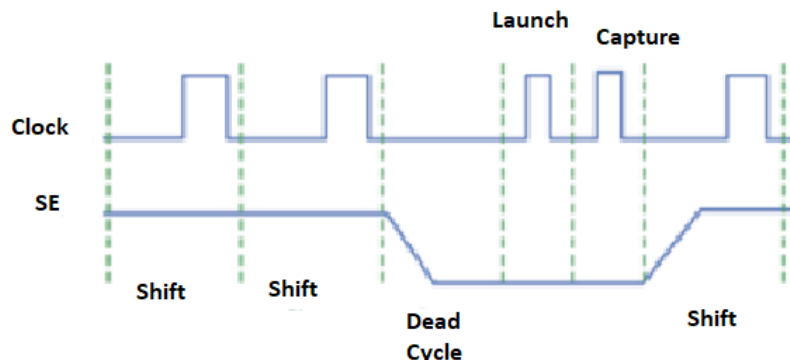 Launch
Capture
Clock
SE
Shift
Shift
Dead
Cycle
Shift